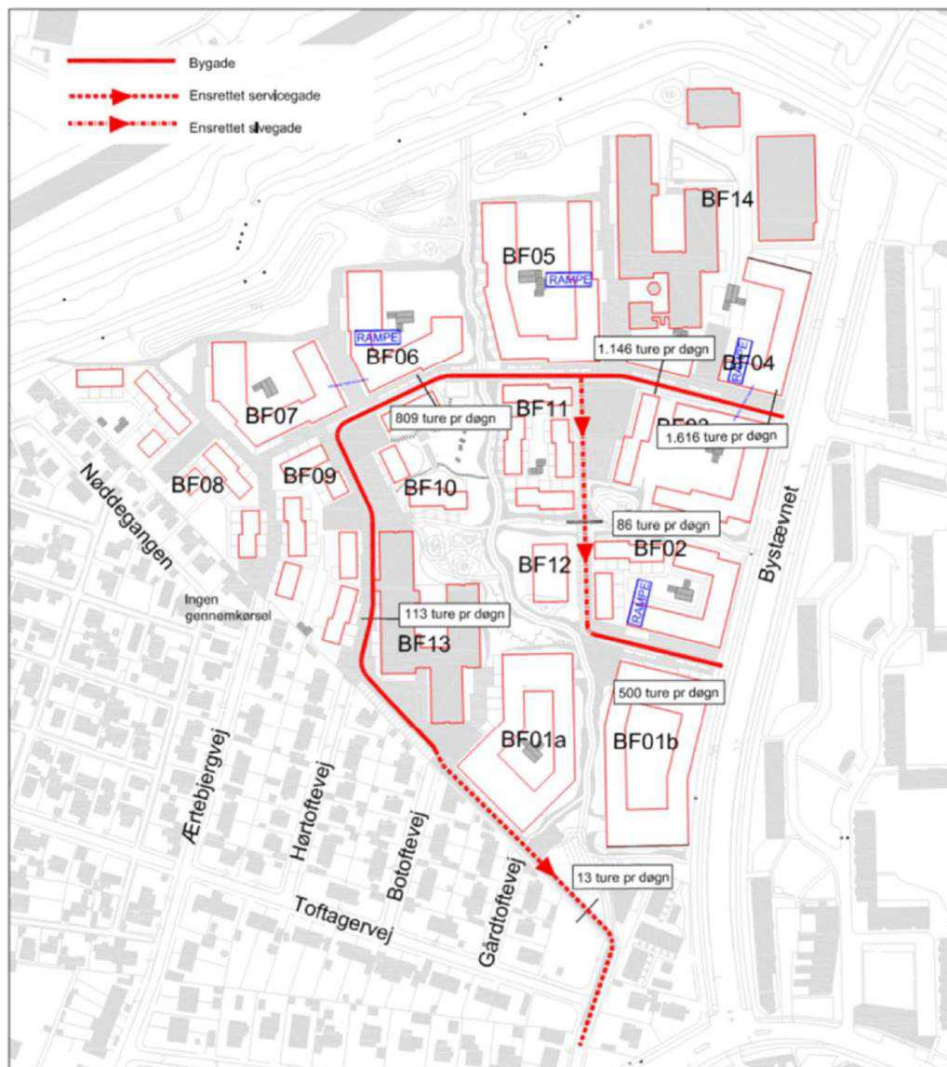 Bygade
Ensrettet servicegade
Ensrettet sivegade
BF14
BF05
RAMPE
RAMPE
BF06
1.146 ture pr døgn
RAMPE
BF04
BF07
809 ture pr døgn
BF11
BF03
1.616 ture pr døgn
BF08
BF09
BF10
Nøddegangen
86 ture pr døgn
BF02
Bystævnet
BF12
RAMPE
Ingen
gennemkørsel
113 ture pr døgn
BF13
500 ture pr døgn
BF01a
BF01b
Ærtebjergvej
Hørtoftevej
Botoftevej
13 ture pr døgn
Toftagervej
Gårdtoftevej